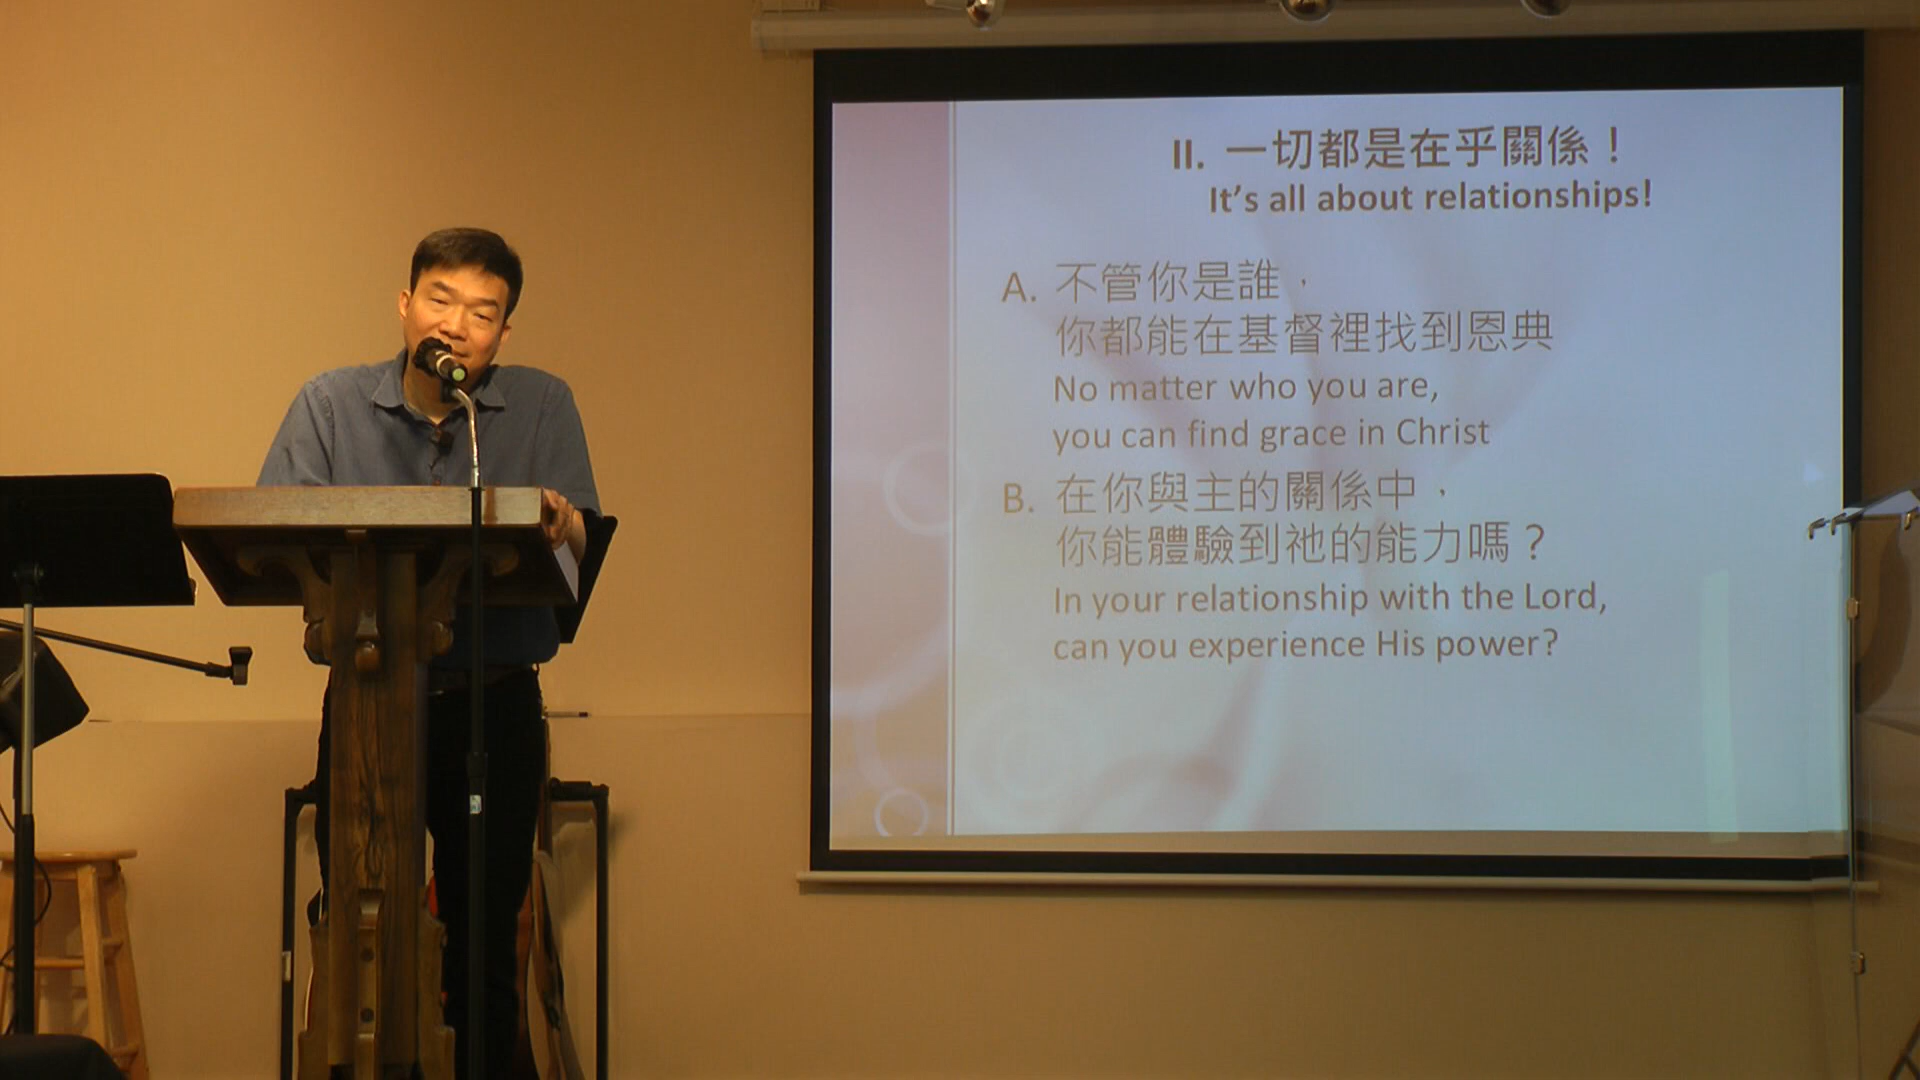 II. 一切都是在乎關係！
It's all about relationships!
A. 不管你是誰，
你都能在基督裡找到恩典
No matter who you are,
you can find grace in Christ
B. 在你與主的關係中，
你能體驗到祂的能力嗎？
In your relationship with the Lord,
can you experience His power?